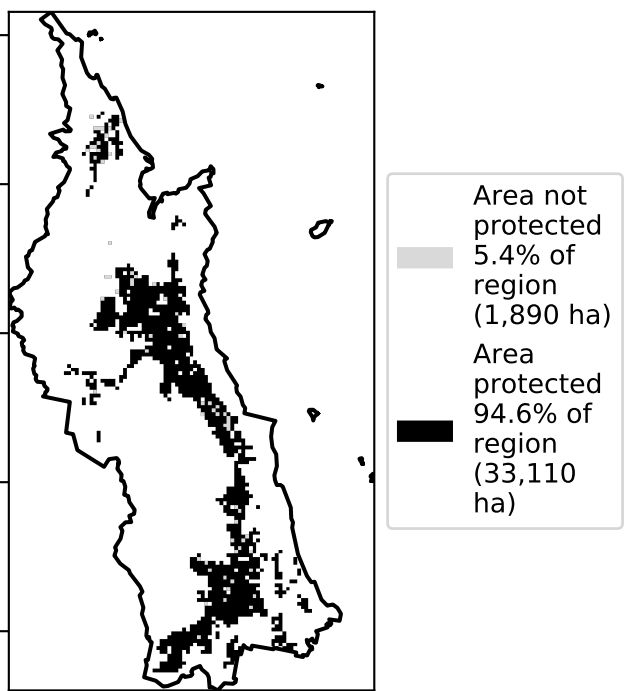 Area not
protected
5.4% of
region
(1,890 ha)
Area
protected
94.6% of
region
(33,110
ha)